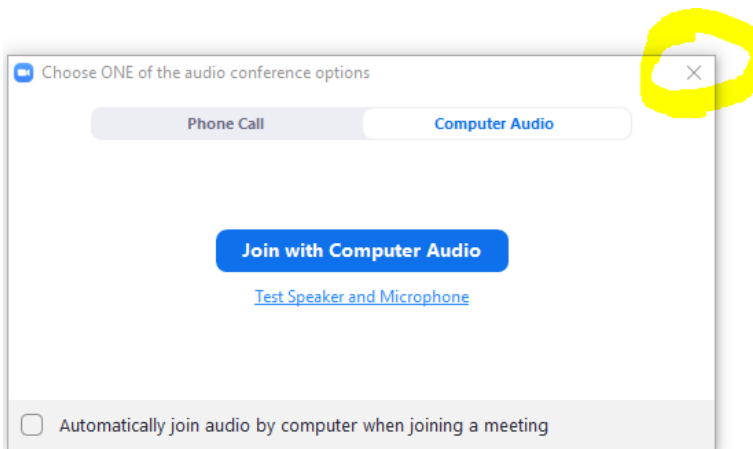 Choose ONE of the audio conference options
Phone Call
Computer Audio
Join with Computer Audio
Test Speaker and Microphone
Automatically join audio by computer when joining a meeting